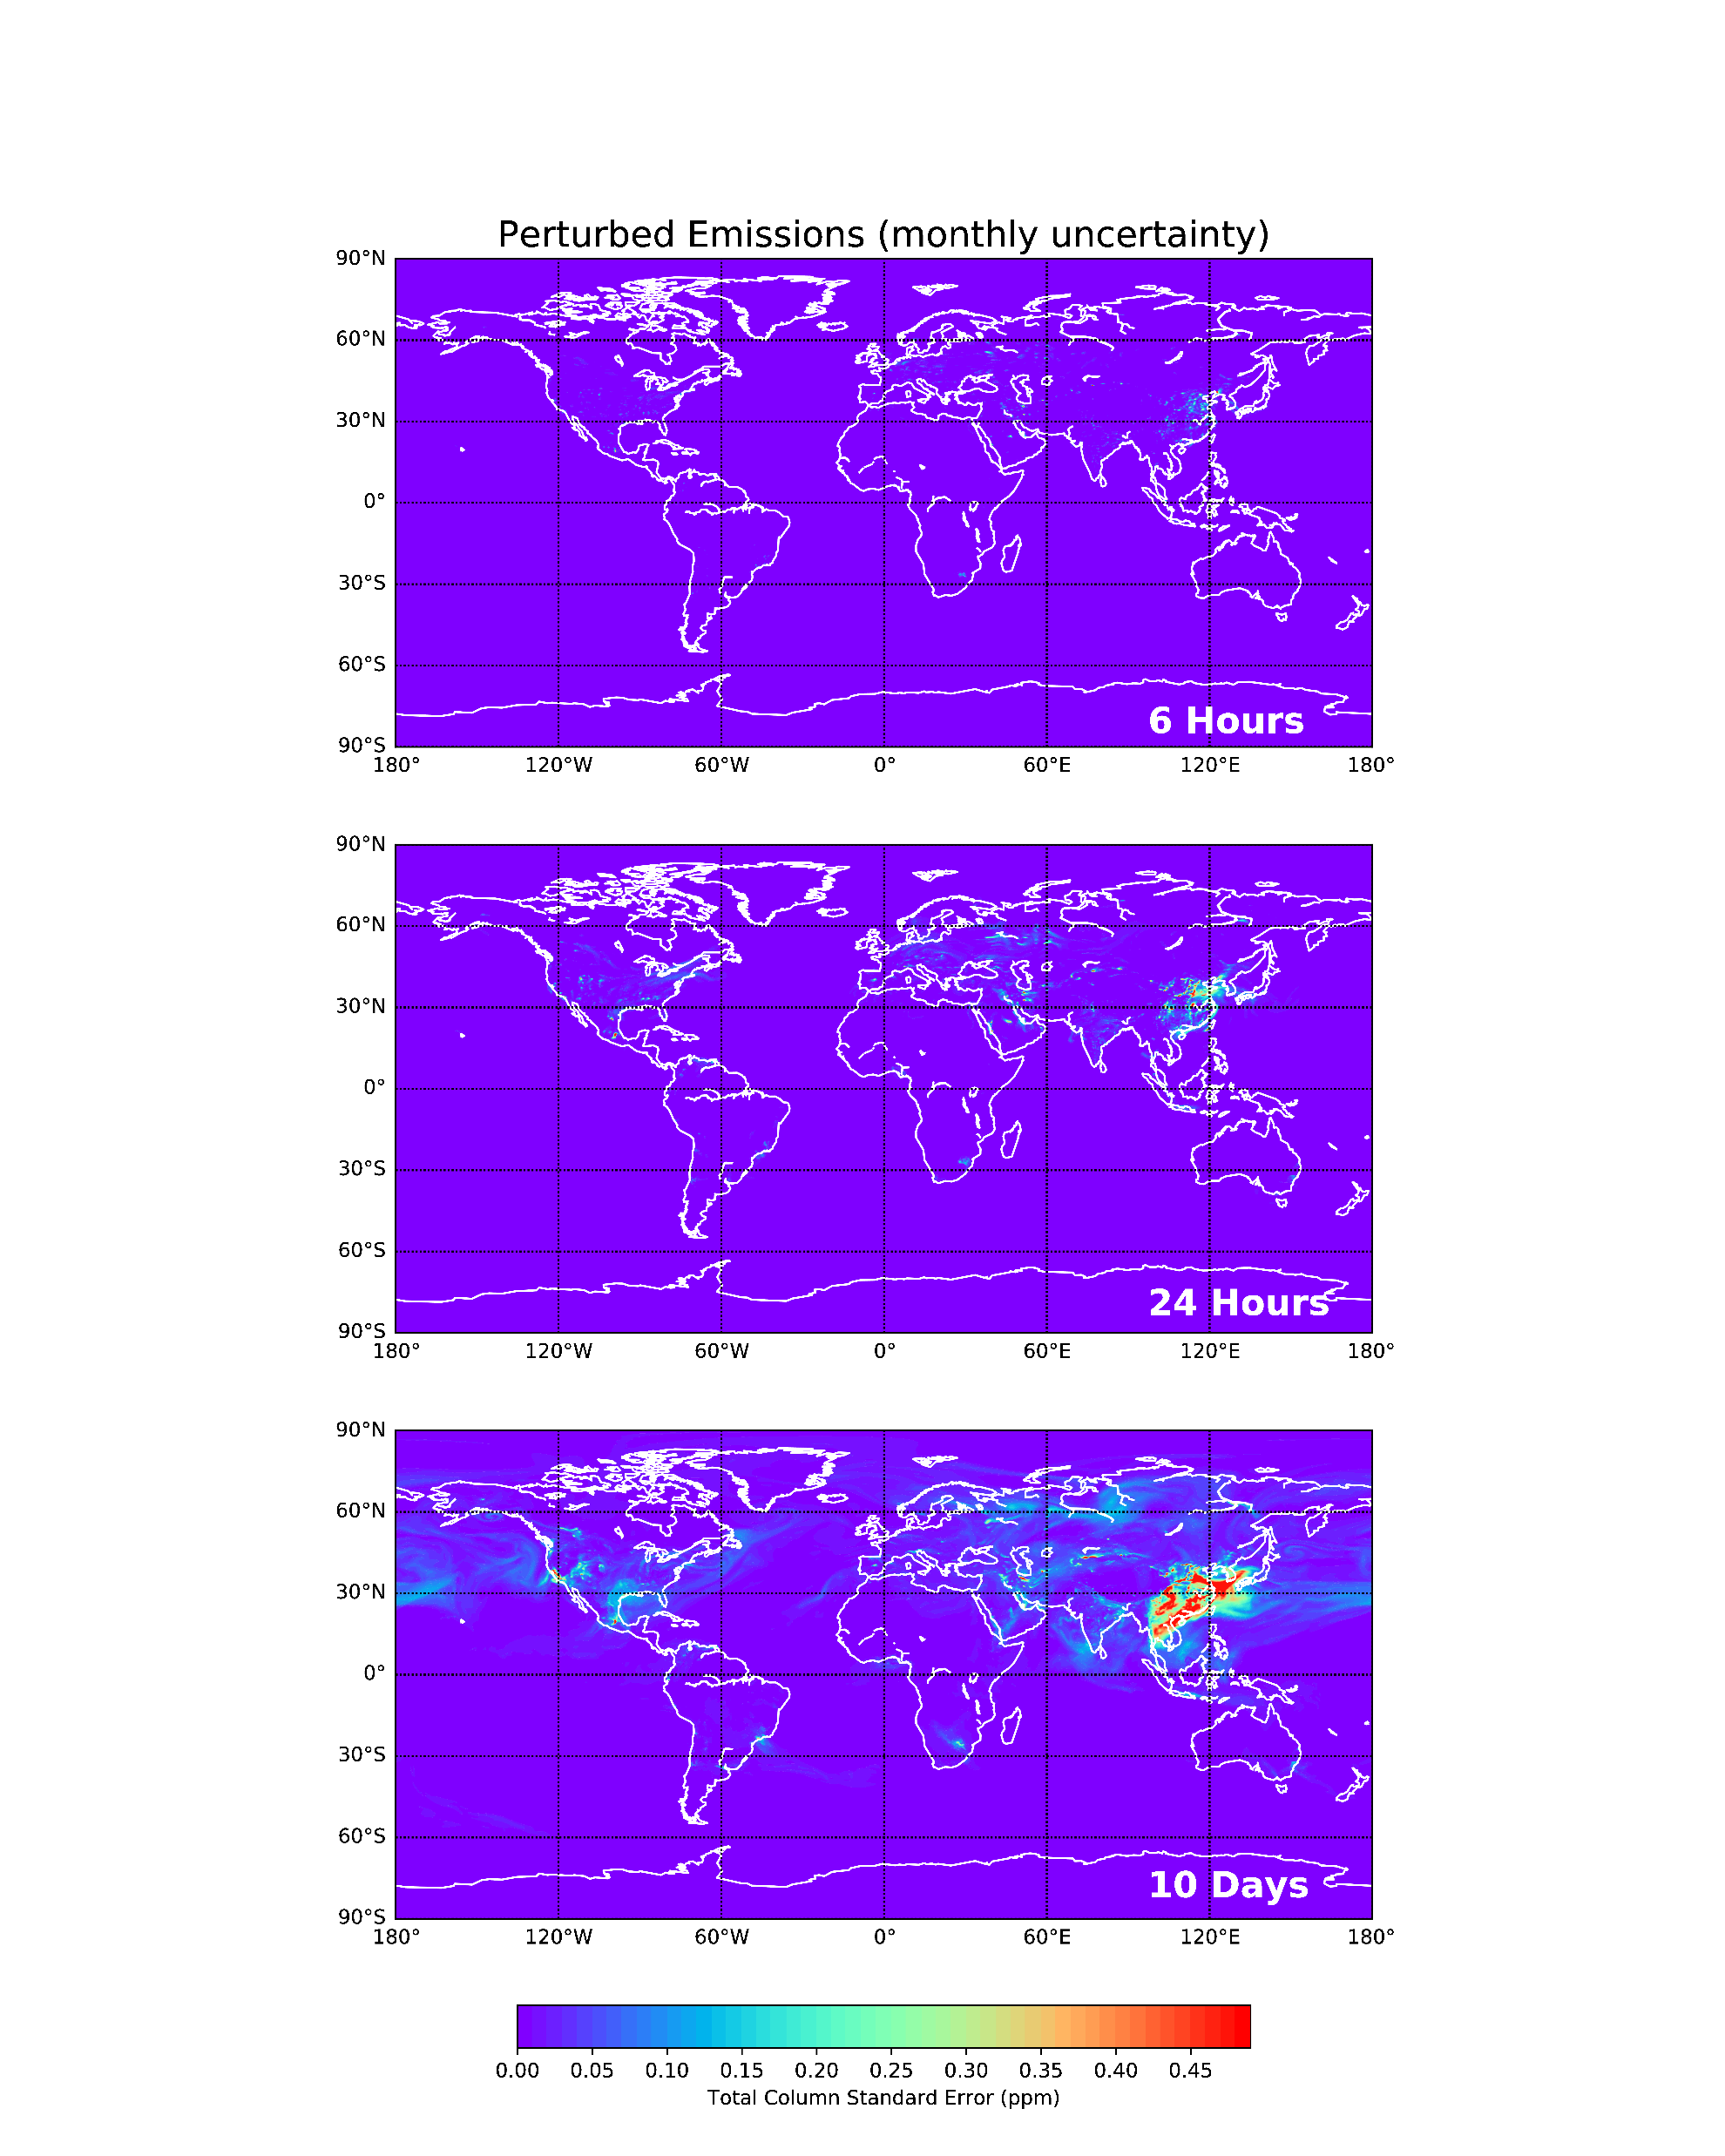 Perturbed Emissions (monthly uncertainty)
90°N
60°N
30°N
0°
30°S
60°S
90°S
6 Hours
180° 120°W 60°W 0° 60°E 120°E 180°
90°N
60°N
30°N
0°
30°S
60°S
90°S
24 Hours
180° 120°W 60°W 0° 60°E 120°E 180°
90°N
60°N
30°N
0°
30°S
60°S
90°S
10 Days
180° 120°W 60°W 0° 60°E 120°E 180°
0.00 0.05 0.10 0.15 0.20 0.25 0.30 0.35 0.40 0.45
Total Column Standard Error (ppm)